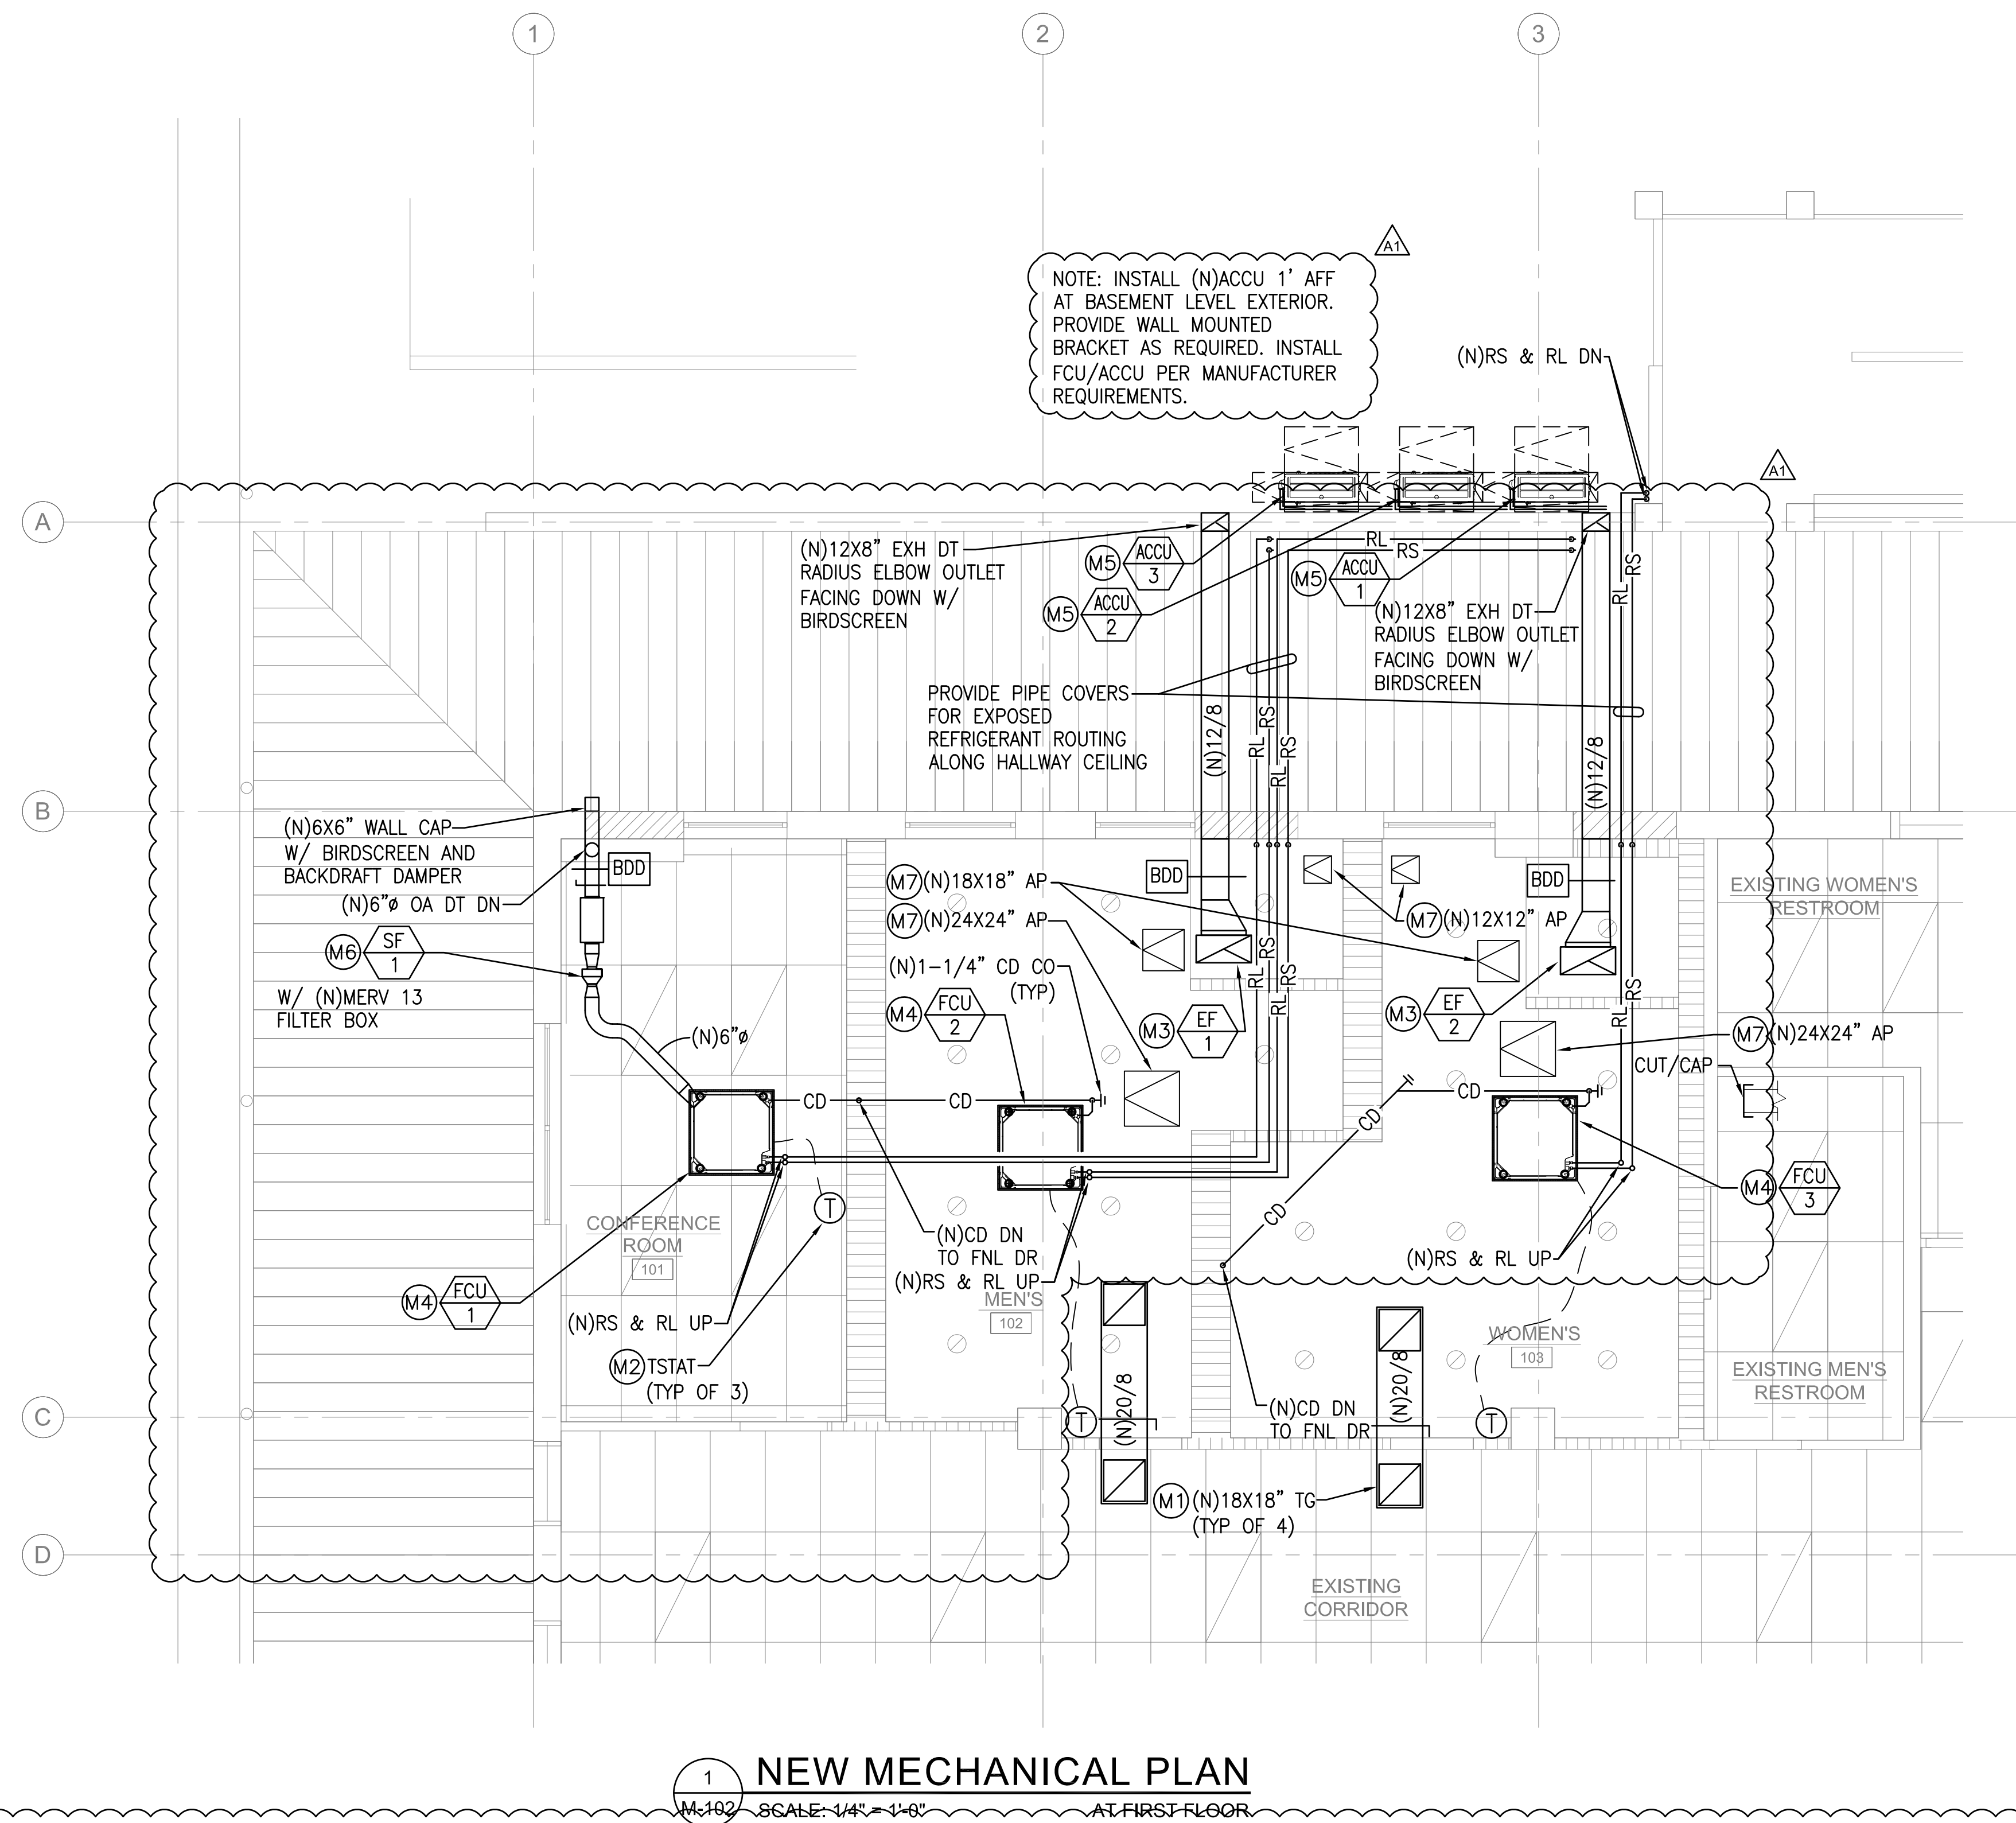 1
2
3
A1
NOTE: INSTALL (N)ACCU 1' AFF
AT BASEMENT LEVEL EXTERIOR.
PROVIDE WALL MOUNTED
BRACKET AS REQUIRED. INSTALL
FCU/ACCU PER MANUFACTURER
REQUIREMENTS.
(N)RS & RL DN
A1
A
(N)12X8" EXH DT
RADIUS ELBOW OUTLET
FACING DOWN W/
BIRDSCREEN
M5
ACCU
3
M5
ACCU
2
M5
ACCU
1
RL
RS
RL
RS
(N)12X8" EXH DT
RADIUS ELBOW OUTLET
FACING DOWN W/
BIRDSCREEN
PROVIDE PIPE COVERS
FOR EXPOSED
REFRIGERANT ROUTING
ALONG HALLWAY CEILING
(N)12/8
RL
RS
RL
RS
(N)12/8
B
(N)6X6" WALL CAP
W/ BIRDSCREEN AND
BACKDRAFT DAMPER
BDD
(N)6"ø OA DT DN
M6
SF
1
W/ (N)MERV 13
FILTER BOX
(N)6"ø
M7
(N)18X18" AP
M7
(N)24X24" AP
BDD
M7
(N)12X12" AP
BDD
EXISTING WOMEN'S
RESTROOM
(N)1-1/4" CD CO
(TYP)
M4
FCU
2
M3
EF
1
RL
RS
RL
RS
M3
EF
2
RL
RS
M7
(N)24X24" AP
CUT/CAP
CD
CD
CD
CD
CD
M4
FCU
3
CONFERENCE
ROOM
101
T
(N)CD DN
TO FNL DR
(N)RS & RL UP
(N)RS & RL UP
M4
FCU
1
(N)RS & RL UP
MEN'S
102
WOMEN'S
103
M2
TSTAT
(TYP OF 3)
EXISTING MEN'S
RESTROOM
C
T
(N)20/8
(N)CD DN
TO FNL DR
(N)20/8
T
M1
(N)18X18" TG
(TYP OF 4)
D
EXISTING
CORRIDOR
1
M-102
NEW MECHANICAL PLAN
SCALE: 1/4" = 1'-0"
AT FIRST FLOOR